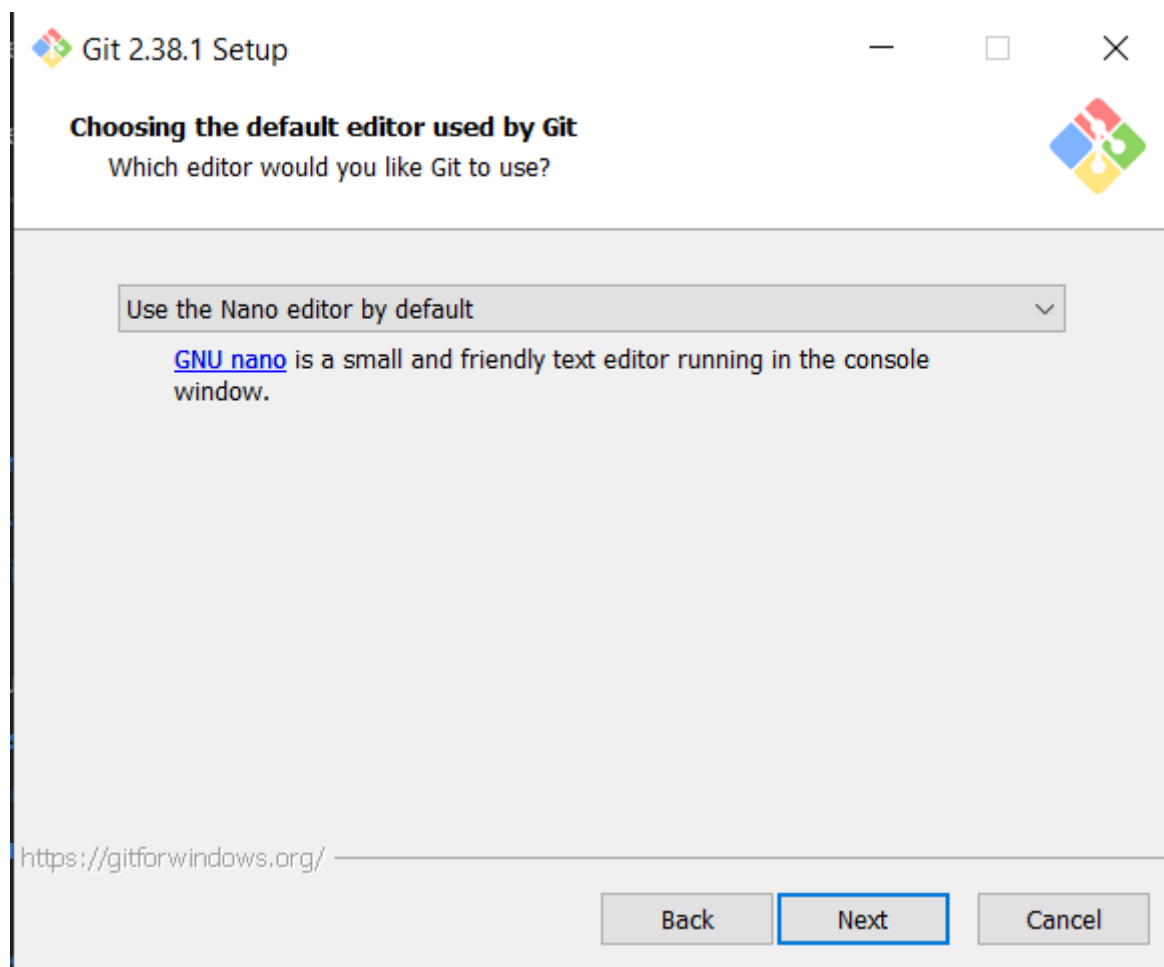 Git 2.38.1 Setup
Choosing the default editor used by Git
Which editor would you like Git to use?
Use the Nano editor by default
GNU nano is a small and friendly text editor running in the console
window.
https://gitforwindows.org/
Back
Next
Cancel